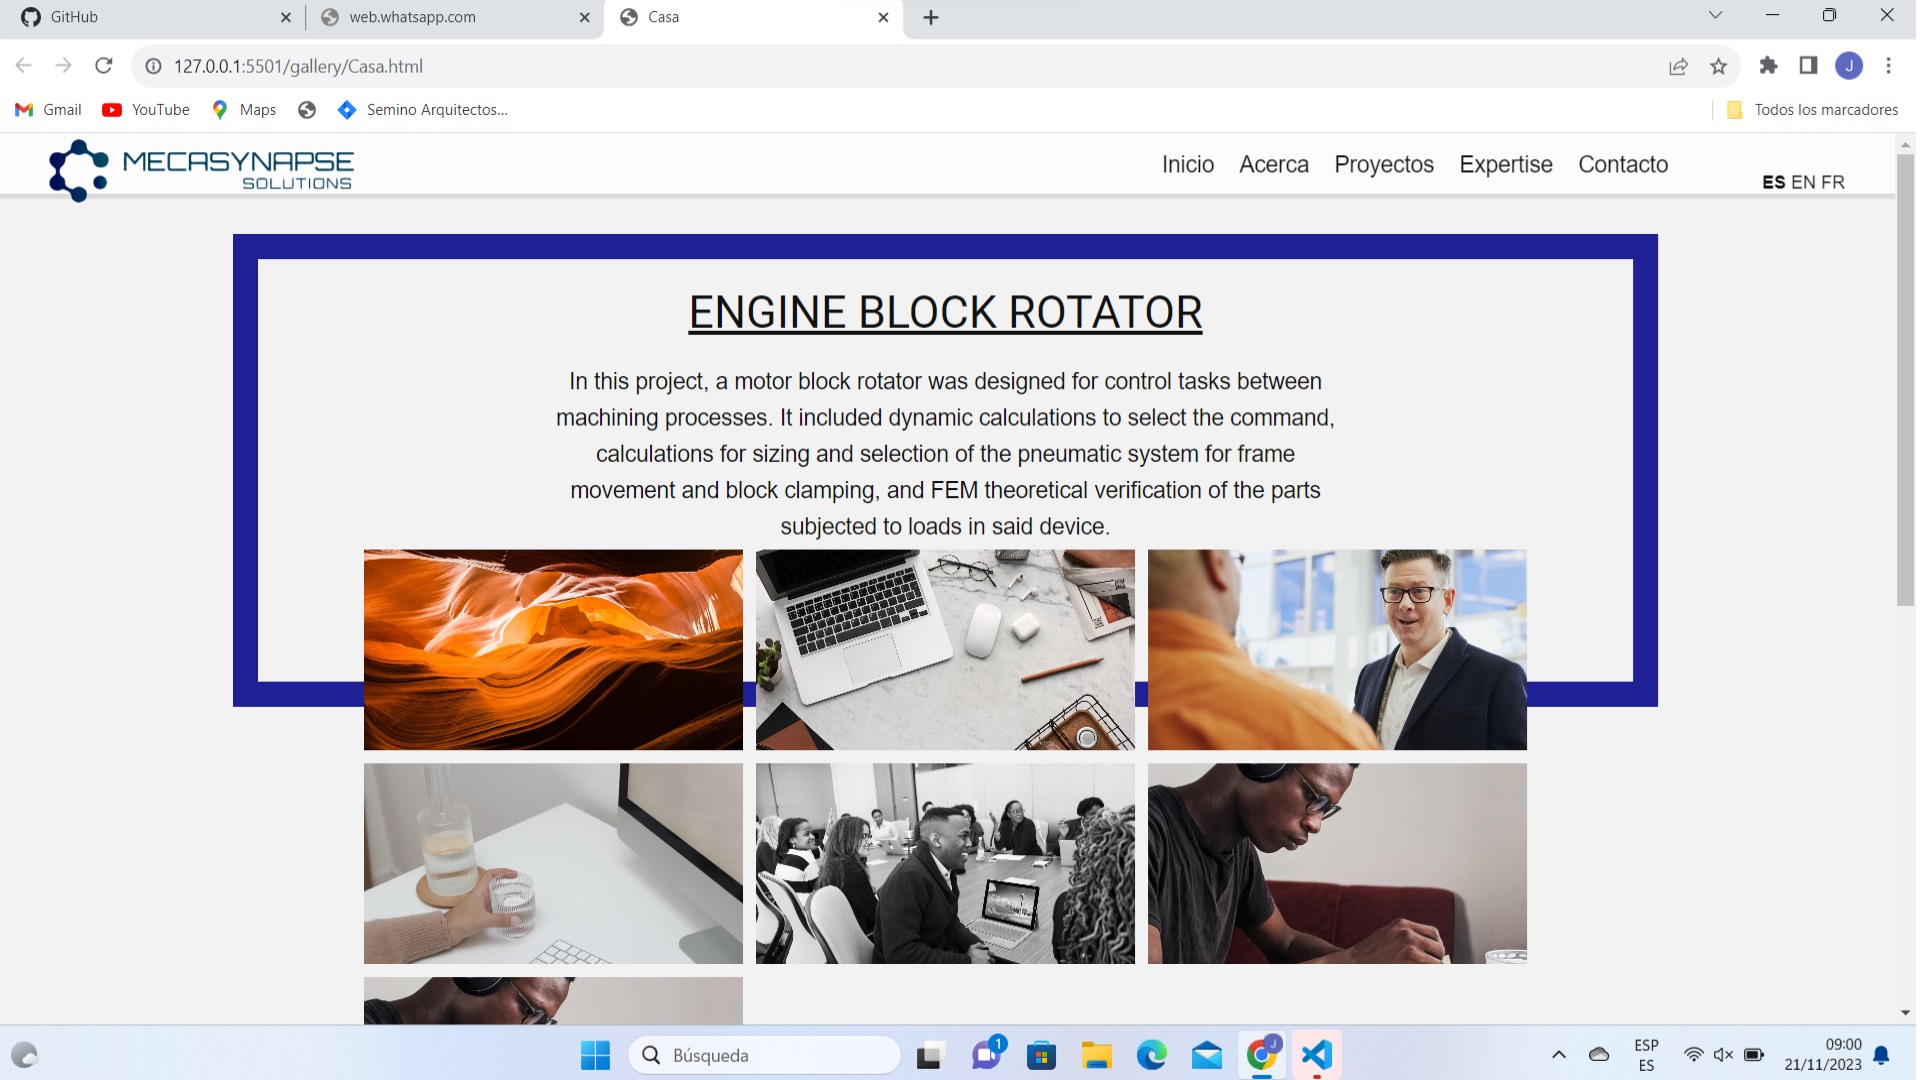 GitHub
web.whatsapp.com
Casa
127.0.0.1:5501/gallery/Casa.html
J
Gmail
YouTube
Maps
Semino Arquitectos...
Todos los marcadores
MECASYNAPSE
SOLUTIONS
Inicio Acerca Proyectos Expertise Contacto
ES EN FR
ENGINE BLOCK ROTATOR
In this project, a motor block rotator was designed for control tasks between
machining processes. It included dynamic calculations to select the command,
calculations for sizing and selection of the pneumatic system for frame
movement and block clamping, and FEM theoretical verification of the parts
subjected to loads in said device.
Búsqueda
1
J
ESP
ES
09:00
21/11/2023